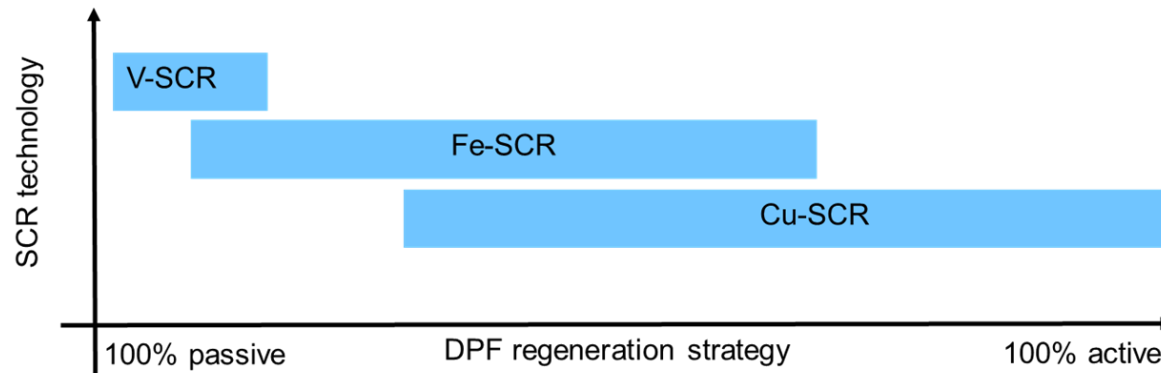 SCR technology
V-SCR
Fe-SCR
Cu-SCR
100% passive
DPF regeneration strategy
100% active